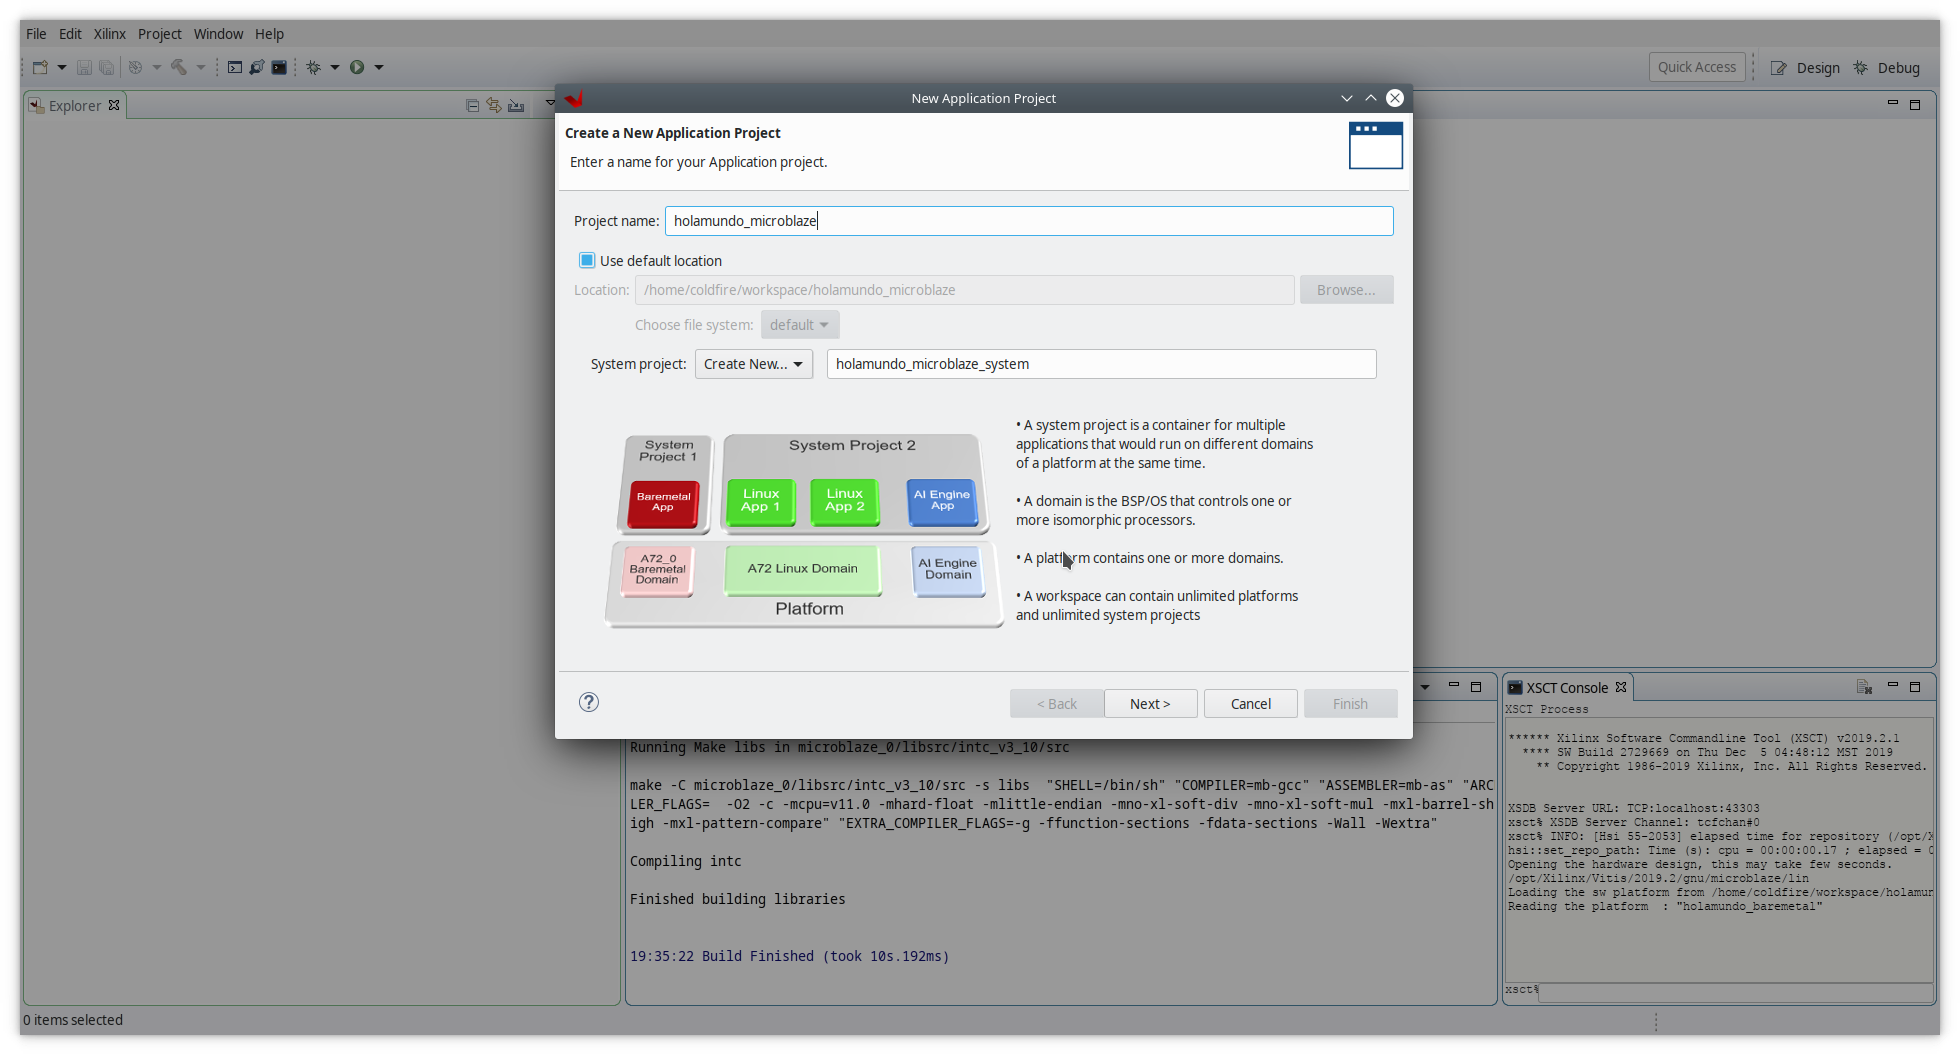 File Edit Xilinx Project Window Help
Quick Access Design Debug
Explorer
New Application Project
Create a New Application Project
Enter a name for your Application project.
Project name: holamundo_microblaze
Use default location
Location: /home/coldfire/workspace/holamundo_microblaze Browse...
Choose file system: default
System project: Create New... holamundo_microblaze_system
System
Project 1
System Project 2
Baremetal
App
Linux
App 1
Linux
App 2
AI Engine
App
A72_0
Baremetal
Domain
A72 Linux Domain
AI Engine
Domain
Platform
• A system project is a container for multiple
applications that would run on different domains
of a platform at the same time.
• A domain is the BSP/OS that controls one or
more isomorphic processors.
• A platform contains one or more domains.
• A workspace can contain unlimited platforms
and unlimited system projects
? < Back Next > Cancel Finish
Running Make libs in microblaze_0/libsrc/intc_v3_10/src
make -C microblaze_0/libsrc/intc_v3_10/src -s libs  "SHELL=/bin/sh" "COMPILER=mb-gcc" "ASSEMBLER=mb-as" "ARC
LER_FLAGS=  -O2 -c -mcpu=v11.0 -mhard-float -mlittle-endian -mno-xl-soft-div -mno-xl-soft-mul -mxl-barrel-sh
igh -mxl-pattern-compare" "EXTRA_COMPILER_FLAGS=-g -ffunction-sections -fdata-sections -Wall -Wextra"
Compiling intc
Finished building libraries
19:35:22 Build Finished (took 10s.192ms)
XSCT Console
XSCT Process
****** Xilinx Software Commandline Tool (XSCT) v2019.2.1
**** SW Build 2729669 on Thu Dec  5 04:48:12 MST 2019
** Copyright 1986-2019 Xilinx, Inc. All Rights Reserved.
XSDB Server URL: TCP:localhost:43303
xsct% XSDB Server Channel: tcfchan#0
xsct% INFO: [Hsi 55-2053] elapsed time for repository (/opt/X
hsi::set_repo_path: Time (s): cpu = 00:00:00.17 ; elapsed = 0
Opening the hardware design, this may take few seconds.
/opt/Xilinx/Vitis/2019.2/gnu/microblaze/lin
Loading the sw platform from /home/coldfire/workspace/holamun
Reading the platform  : "holamundo_baremetal"
xsct%
0 items selected